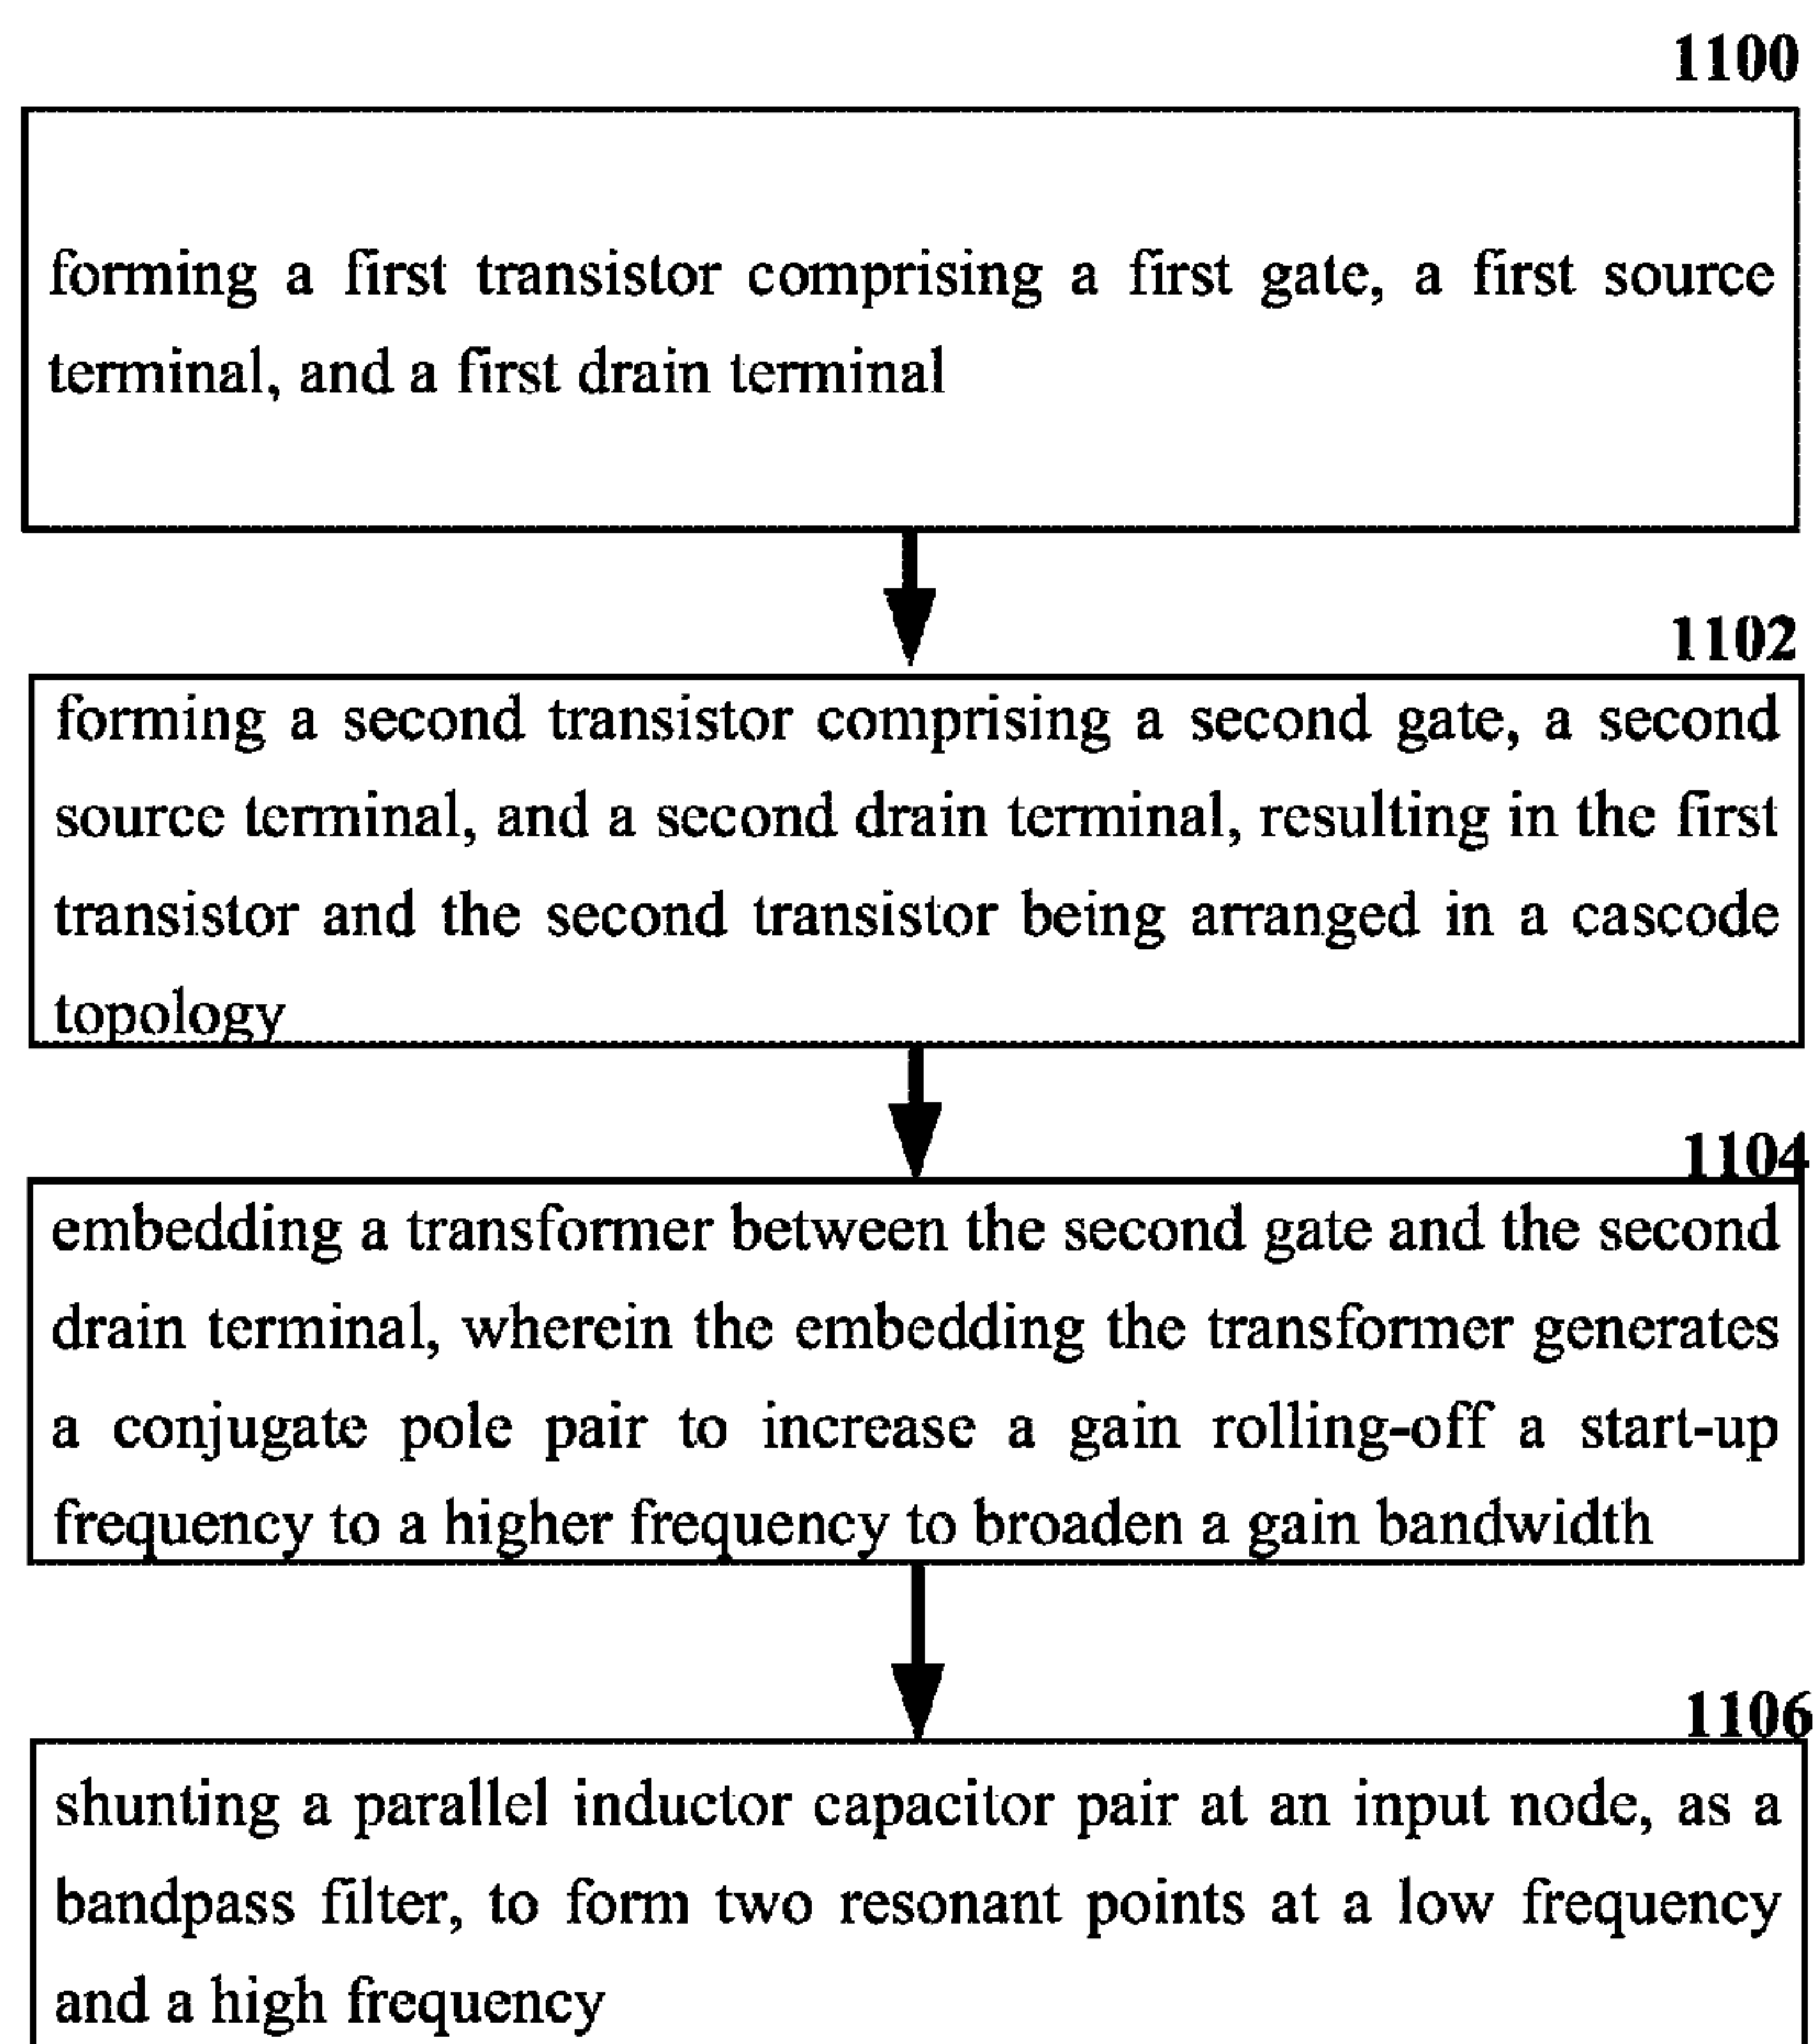 1100
forming a first transistor comprising a first gate, a first source
terminal, and a first drain terminal
1102
forming a second transistor comprising a second gate, a second
source terminal, and a second drain terminal, resulting in the first
transistor and the second transistor being arranged in a cascode
topology
1104
embedding a transformer between the second gate and the second
drain terminal, wherein the embedding the transformer generates
a conjugate pole pair to increase a gain rolling-off a start-up
frequency to a higher frequency to broaden a gain bandwidth
1106
shunting a parallel inductor capacitor pair at an input node, as a
bandpass filter, to form two resonant points at a low frequency
and a high frequency